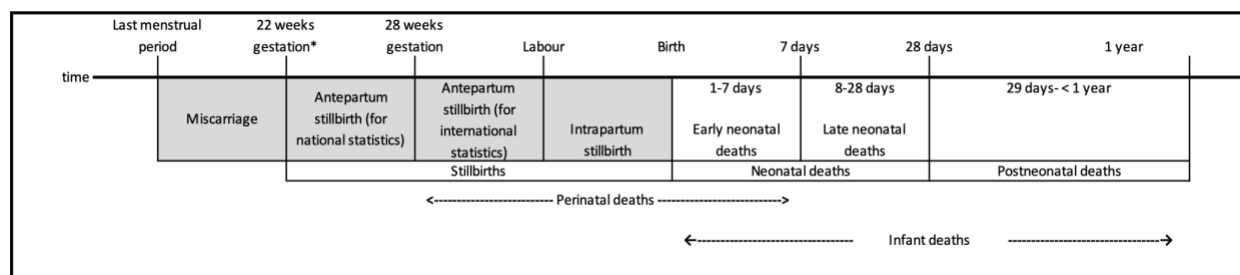 Last menstrual period
22 weeks gestation*
28 weeks gestation
Labour
Birth
7 days
28 days
1 year
time
Miscarriage
Antepartum
stillbirth (for
national statistics)
Antepartum
stillbirth (for
international
statistics)
Intrapartum
stillbirth
1-7 days
Early neonatal
deaths
8-28 days
Late neonatal
deaths
29 days- < 1 year
Stillbirths
Neonatal deaths
Postneonatal deaths
Perinatal deaths
Infant deaths